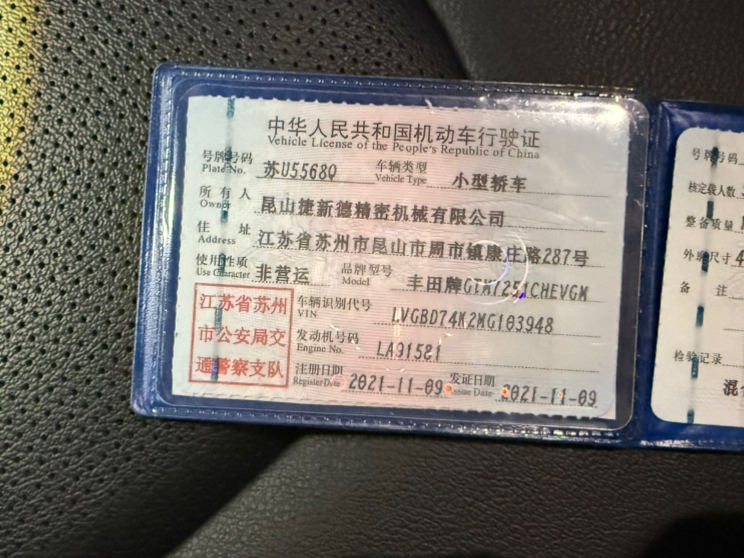 中华人民共和国机动车行驶证
Vehicle License of the People's Republic of China
号牌号码 苏U5568Q 车辆类型 小型轿车
Plate No. Vehicle Type
所有人 昆山捷新德精密机械有限公司
Owner
住址 江苏省苏州市昆山市周市镇康庄路287号
Address
使用性质 非营运 品牌型号 丰田牌GTM7251CHEVGM
Use Character Model
江苏省苏州
市公安局交
通警察支队
车辆识别代号 LVGBD74K2MG103948
VIN
发动机号码 LA91581
Engine No.
注册日期 2021-11-09 发证日期 2021-11-09
Register Date Issue Date
号牌号码
核定载人数
整备质量
外廓尺寸 4
备注
检验记录
混